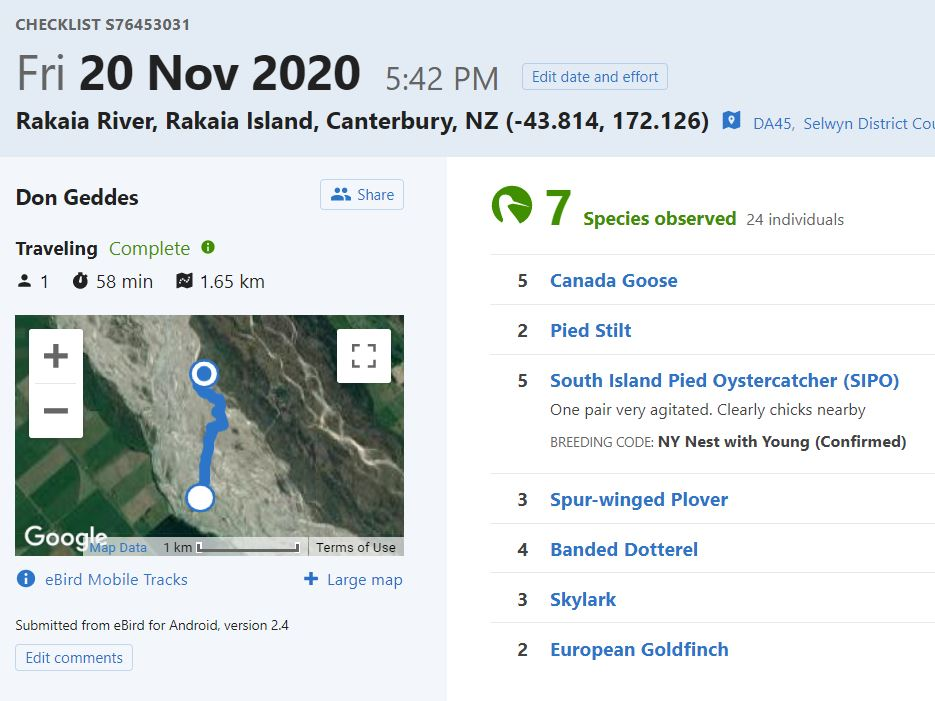 CHECKLIST S76453031
Fri 20 Nov 2020 5:42 PM Edit date and effort
Rakaia River, Rakaia Island, Canterbury, NZ (-43.814, 172.126) DA45, Selwyn District Cou
Don Geddes
Share
Traveling Complete
1 58 min 1.65 km
Google
Map Data 1 km Terms of Use
eBird Mobile Tracks
Large map
Submitted from eBird for Android, version 2.4
Edit comments
7 Species observed 24 individuals
5 Canada Goose
2 Pied Stilt
5 South Island Pied Oystercatcher (SIPO)
One pair very agitated. Clearly chicks nearby
BREEDING CODE: NY Nest with Young (Confirmed)
3 Spur-winged Plover
4 Banded Dotterel
3 Skylark
2 European Goldfinch